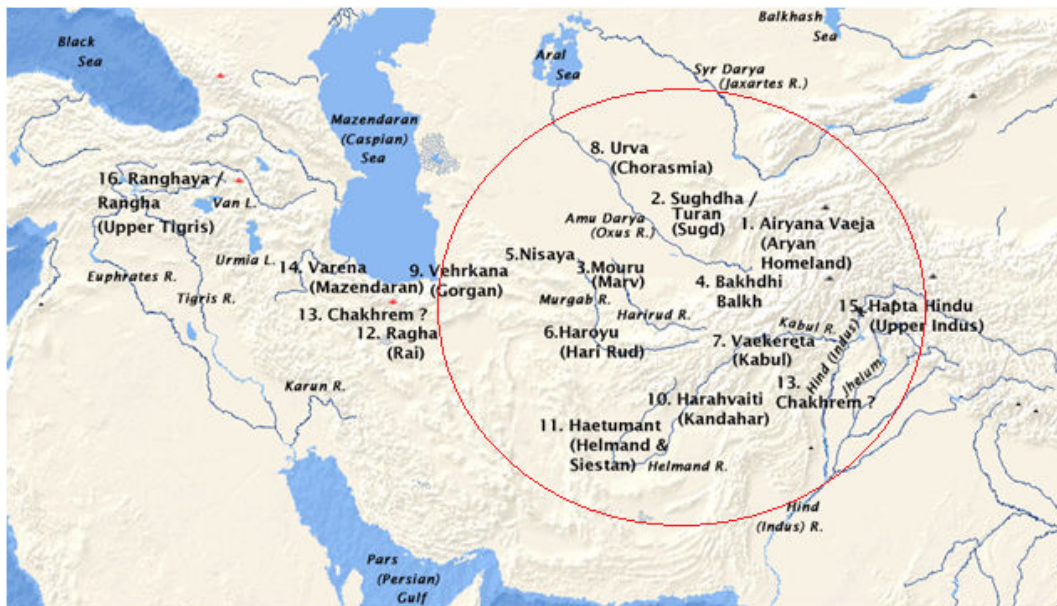 Black
Sea
Balkhash
Sea
Aral
Sea
Syr Darya
(Jaxartes R.)
Mazendaran
(Caspian)
Sea
8. Urva
(Chorasmia)
16. Ranghaya /
Rangha
(Upper Tigris)
Van L.
2. Sughdha /
Turan
(Sugd)
Amu Darya
(Oxus R.)
1. Airyana Vaeja
(Aryan
Homeland)
Urmia L.
Euphrates R.
Tigris R.
14. Varena
(Mazendaran)
9. Vehrkana
(Gorgan)
5.Nisaya
3.Mouru
(Marv)
4. Bakhdhi
Balkh
13. Chakhrem ?
12. Ragha
(Rai)
Murgab R.
Harirud R.
15. Hapta Hindu
(Upper Indus)
6.Haroyu
(Hari Rud)
7. Vaekereta
(Kabul)
Kabul R.
Hind (Indus)
Jhelum
13.
Chakhrem ?
Karun R.
10. Harahvaiti
(Kandahar)
11. Haetumant
(Helmand &
Siestan)
Helmand R.
Hind
(Indus) R.
Pars
(Persian)
Gulf